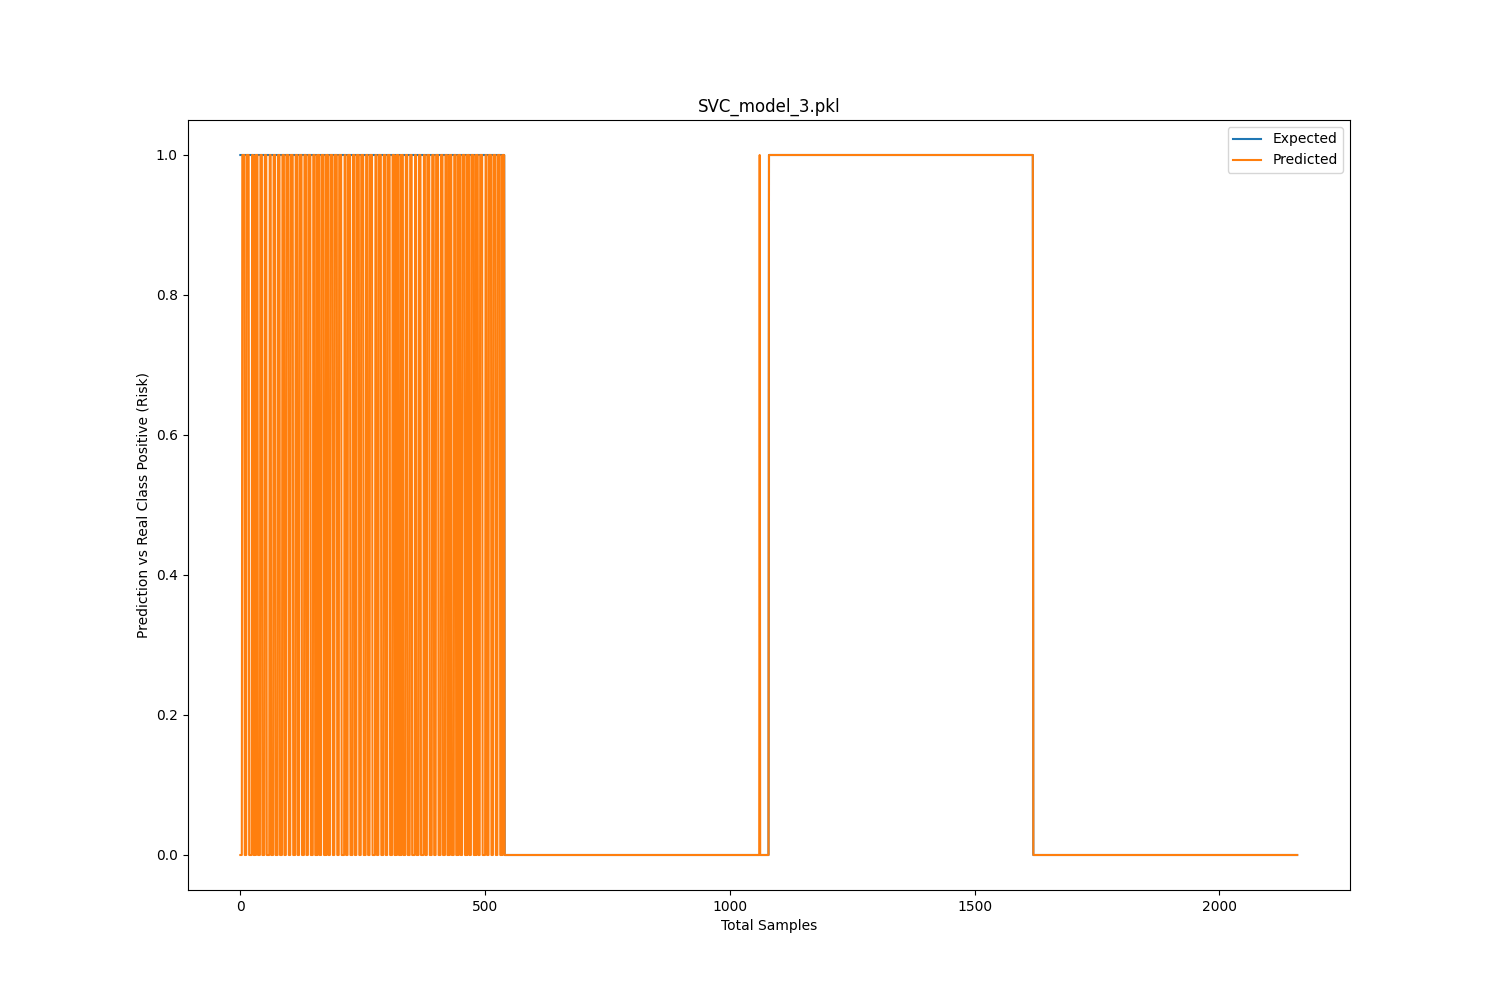 SVC_model_3.pkl
Expected
Predicted
1.0
0.8
0.6
0.4
0.2
0.0
Prediction vs Real Class Positive (Risk)
0
500
1000
1500
2000
Total Samples